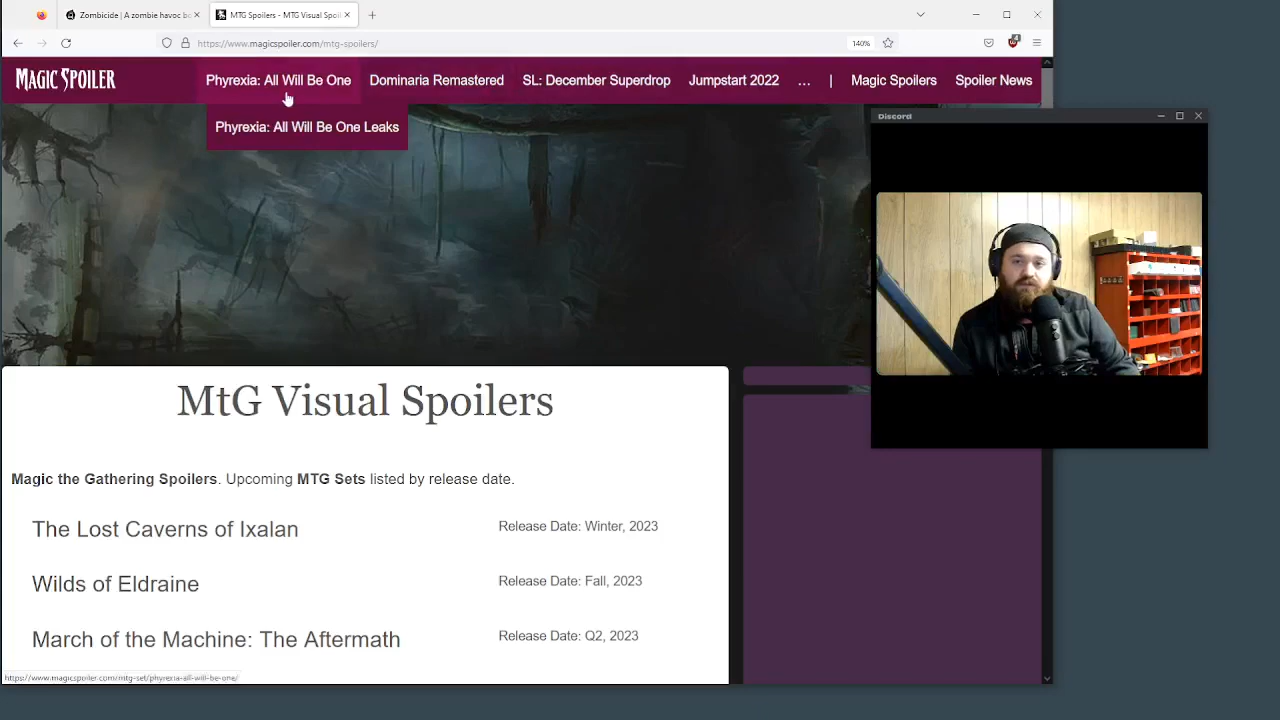 Zombicide | A zombie havoc bo
MTG Spoilers - MTG Visual Spoil
https://www.magicspoiler.com/mtg-spoilers/
140%
4
MAGIC SPOILER
Phyrexia: All Will Be One
Dominaria Remastered
SL: December Superdrop
Jumpstart 2022
...
|
Magic Spoilers
Spoiler News
Phyrexia: All Will Be One Leaks
Discord
MtG Visual Spoilers
Magic the Gathering Spoilers. Upcoming MTG Sets listed by release date.
The Lost Caverns of Ixalan
Release Date: Winter, 2023
Wilds of Eldraine
Release Date: Fall, 2023
March of the Machine: The Aftermath
Release Date: Q2, 2023
https://www.magicspoiler.com/mtg-set/phyrexia-all-will-be-one/